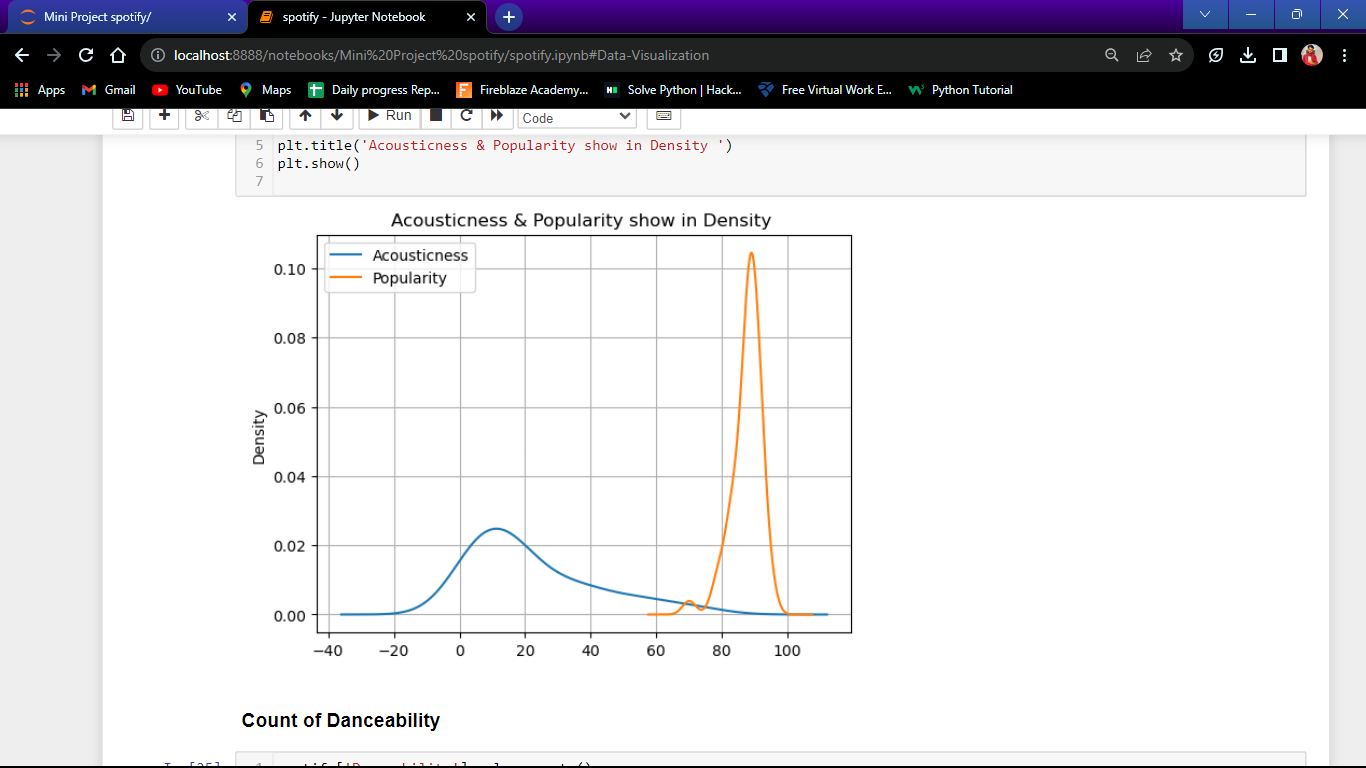 Mini Project spotify/
spotify - Jupyter Notebook
localhost:8888/notebooks/Mini%20Project%20spotify/spotify.ipynb#Data-Visualization
Apps Gmail YouTube Maps Daily progress Rep... Fireblaze Academy... Solve Python | Hack... Free Virtual Work E... Python Tutorial
Run Code
5 plt.title('Acousticness & Popularity show in Density ')
6 plt.show()
7
Acousticness & Popularity show in Density
Acousticness
Popularity
0.10
0.08
0.06
0.04
0.02
0.00
Density
−40 −20 0 20 40 60 80 100
Count of Danceability